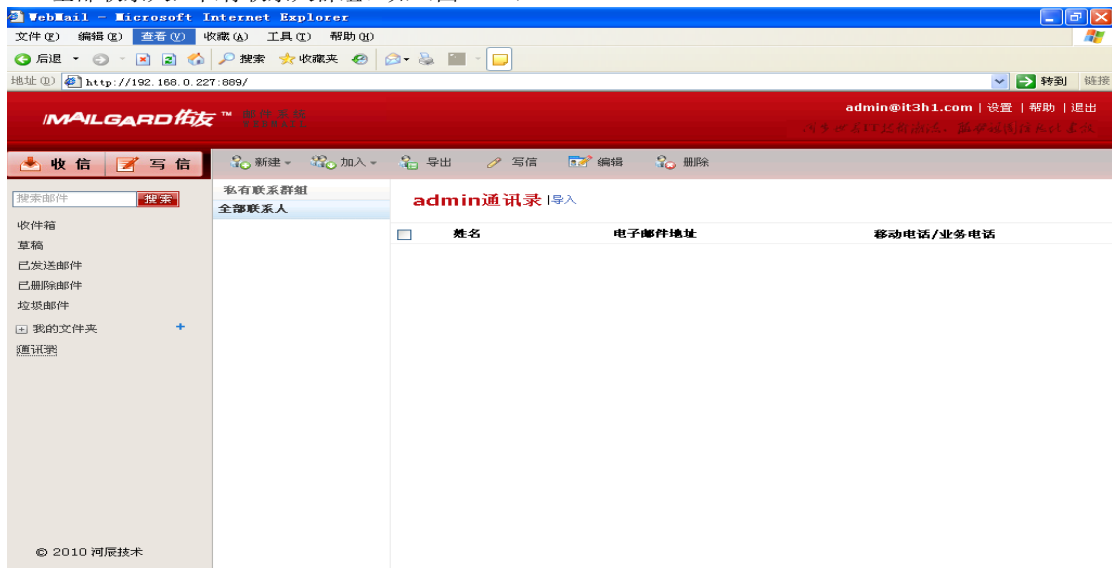 WebMail - Microsoft Internet Explorer
文件(F) 编辑(E) 查看(V) 收藏(A) 工具(T) 帮助(H)
后退 搜索 收藏夹
地址(D) http://192.168.0.227:889/ 转到 链接
MAILGARD佑友™
admin@it3h1.com | 设置 | 帮助 | 退出
收信 写信 新建 加入 导出 写信 编辑 删除
搜索邮件 搜索
收件箱
草稿
已发送邮件
已删除邮件
垃圾邮件
我的文件夹 +
通讯录
© 2010 河辰技术
私有联系群组
全部联系人
admin通讯录 |导入
姓名 电子邮件地址 移动电话/业务电话